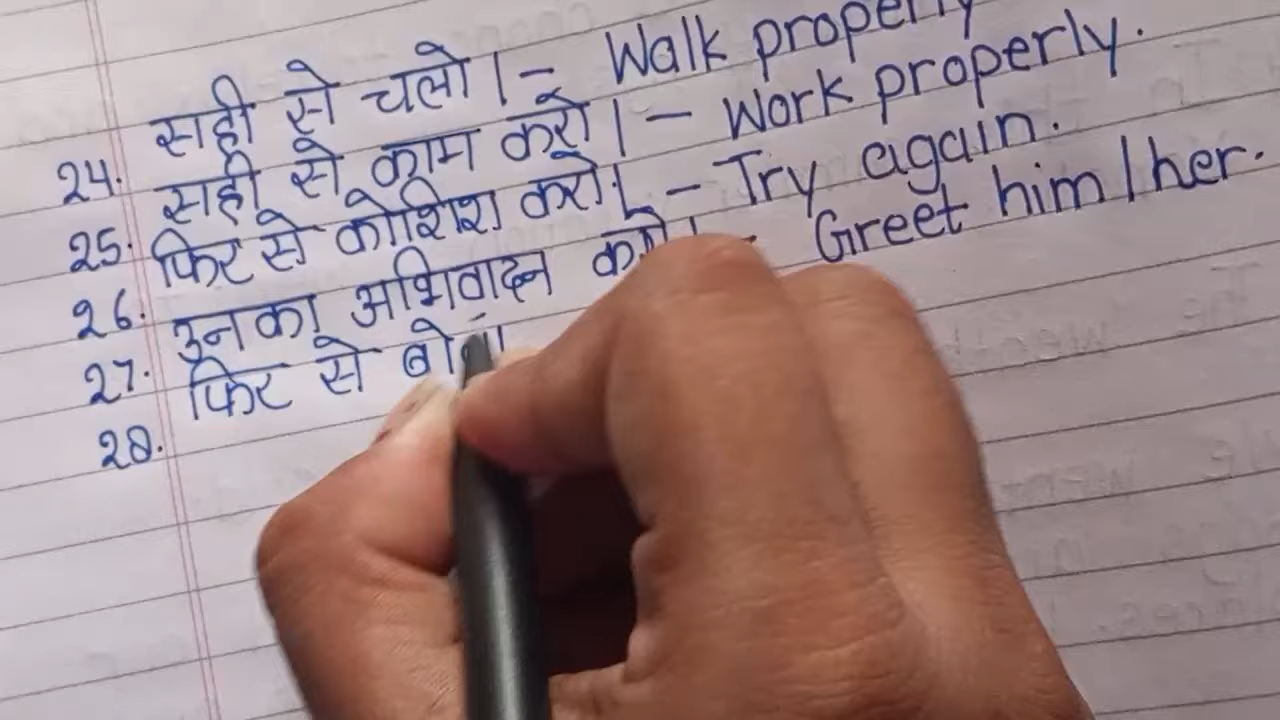 24. सही से चलो। - Walk properly
25. सही से काम करो। - Work properly.
26. फिर से कोशिश करो। - Try again.
27. उनका अभिवादन करो। - Greet him/her.
28. फिर से